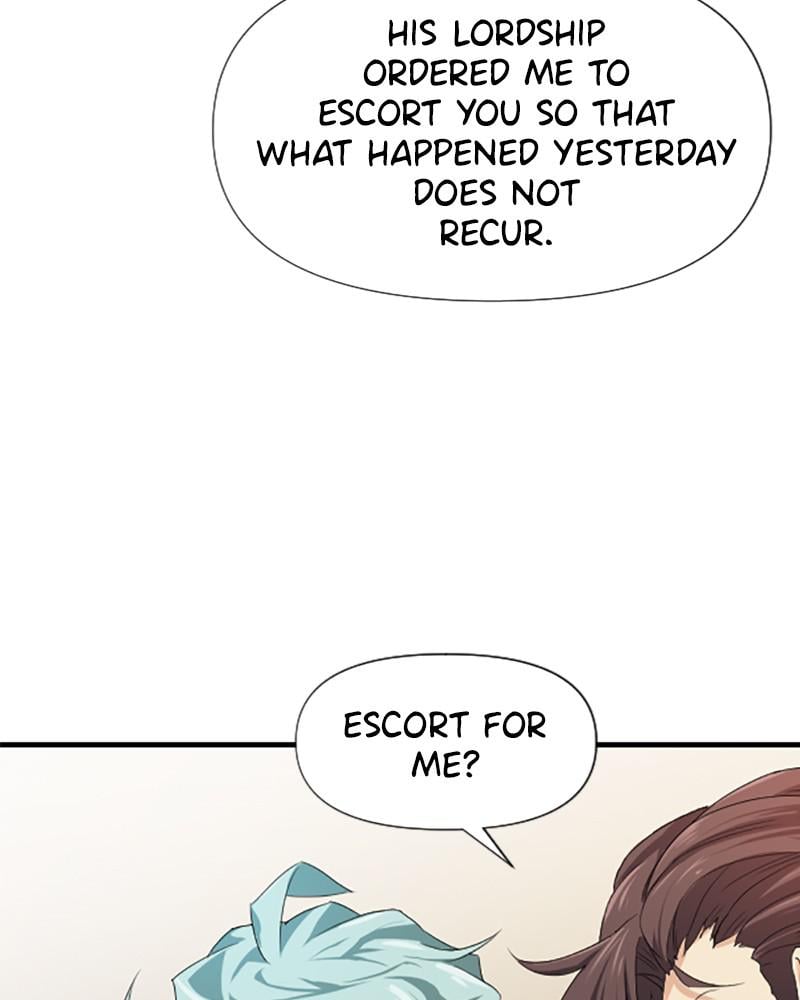 HIS LORDSHIP
ORDERED ME TO
ESCORT YOU SO THAT
WHAT HAPPENED YESTERDAY
DOES NOT
RECUR.
ESCORT FOR
ME?